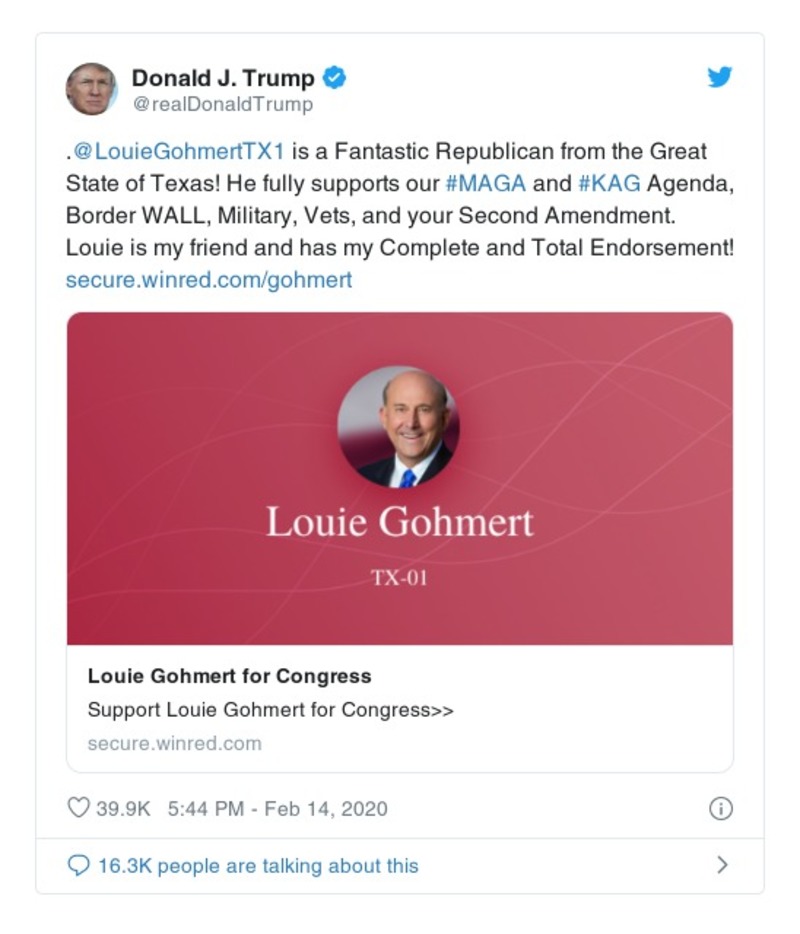 Donald J. Trump
@realDonaldTrump
.@LouieGohmertTX1 is a Fantastic Republican from the Great
State of Texas! He fully supports our #MAGA and #KAG Agenda,
Border WALL, Military, Vets, and your Second Amendment.
Louie is my friend and has my Complete and Total Endorsement!
secure.winred.com/gohmert
Louie Gohmert
TX-01
Louie Gohmert for Congress
Support Louie Gohmert for Congress>>
secure.winred.com
39.9K 5:44 PM - Feb 14, 2020
16.3K people are talking about this